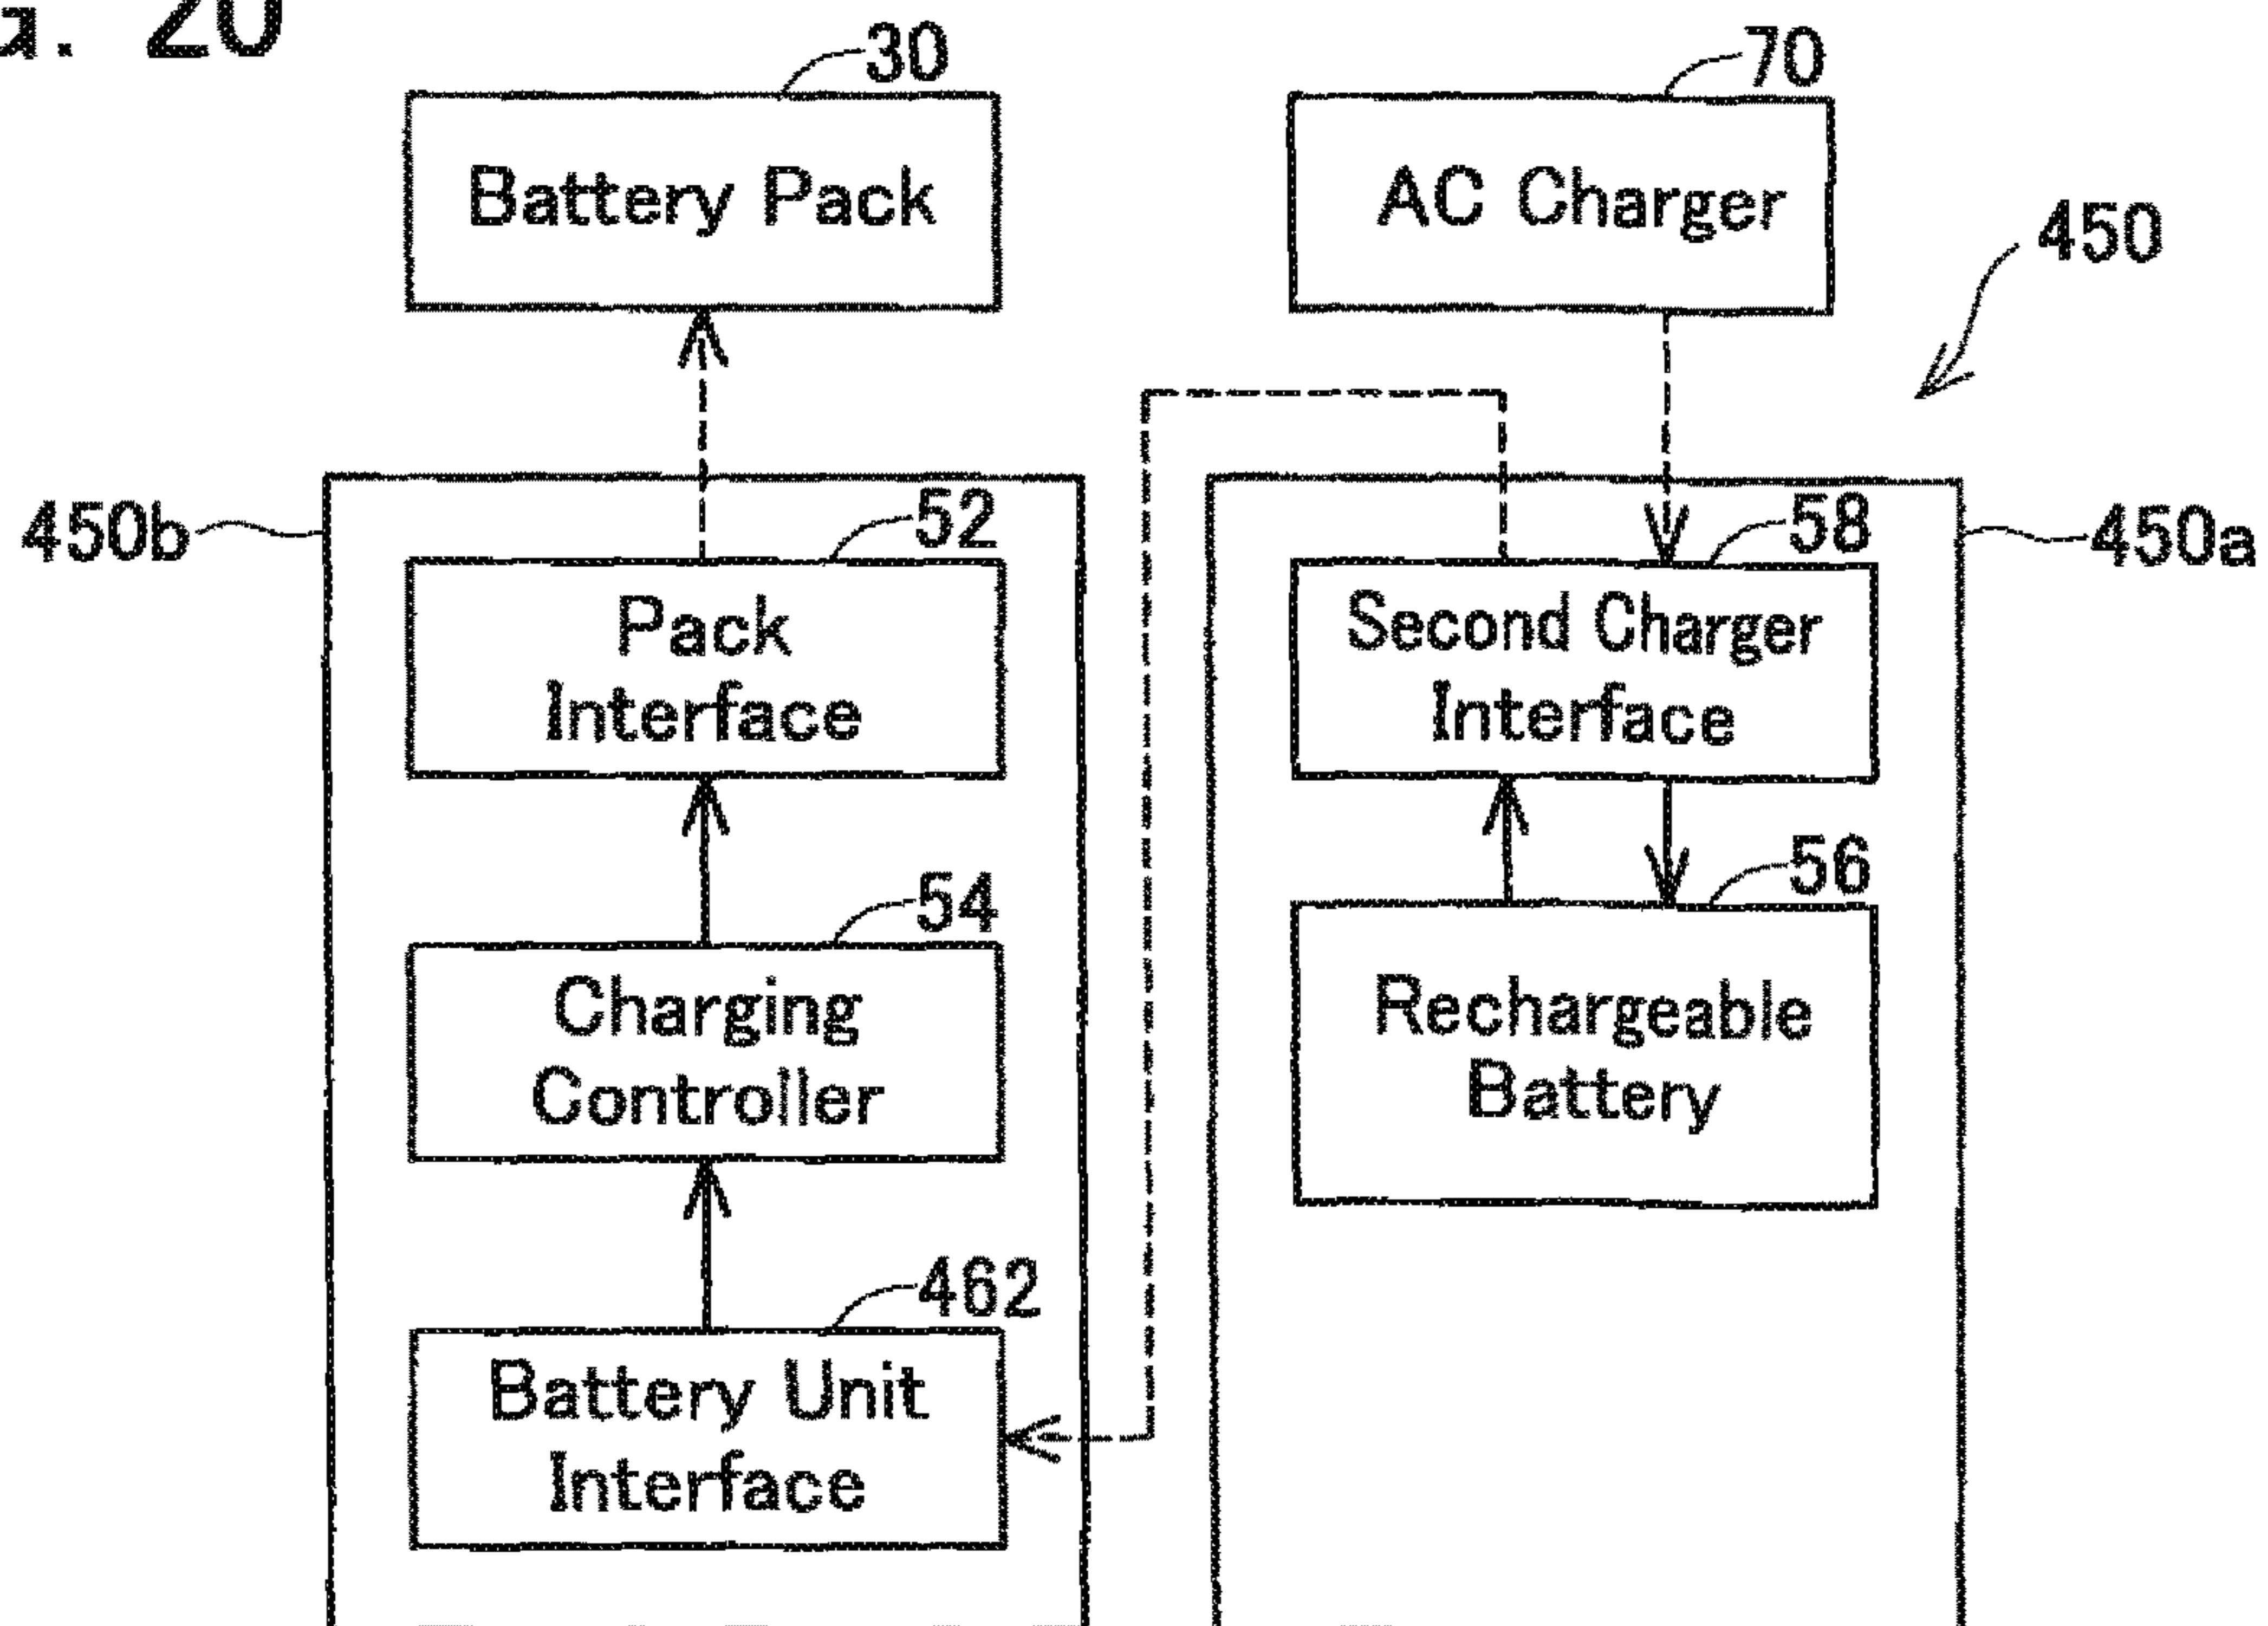 20
30
70
Battery Pack
AC Charger
450
450b
52
58
450a
Pack
Interface
Second Charger
Interface
54
56
Charging
Controller
Rechargeable
Battery
462
Battery Unit
Interface